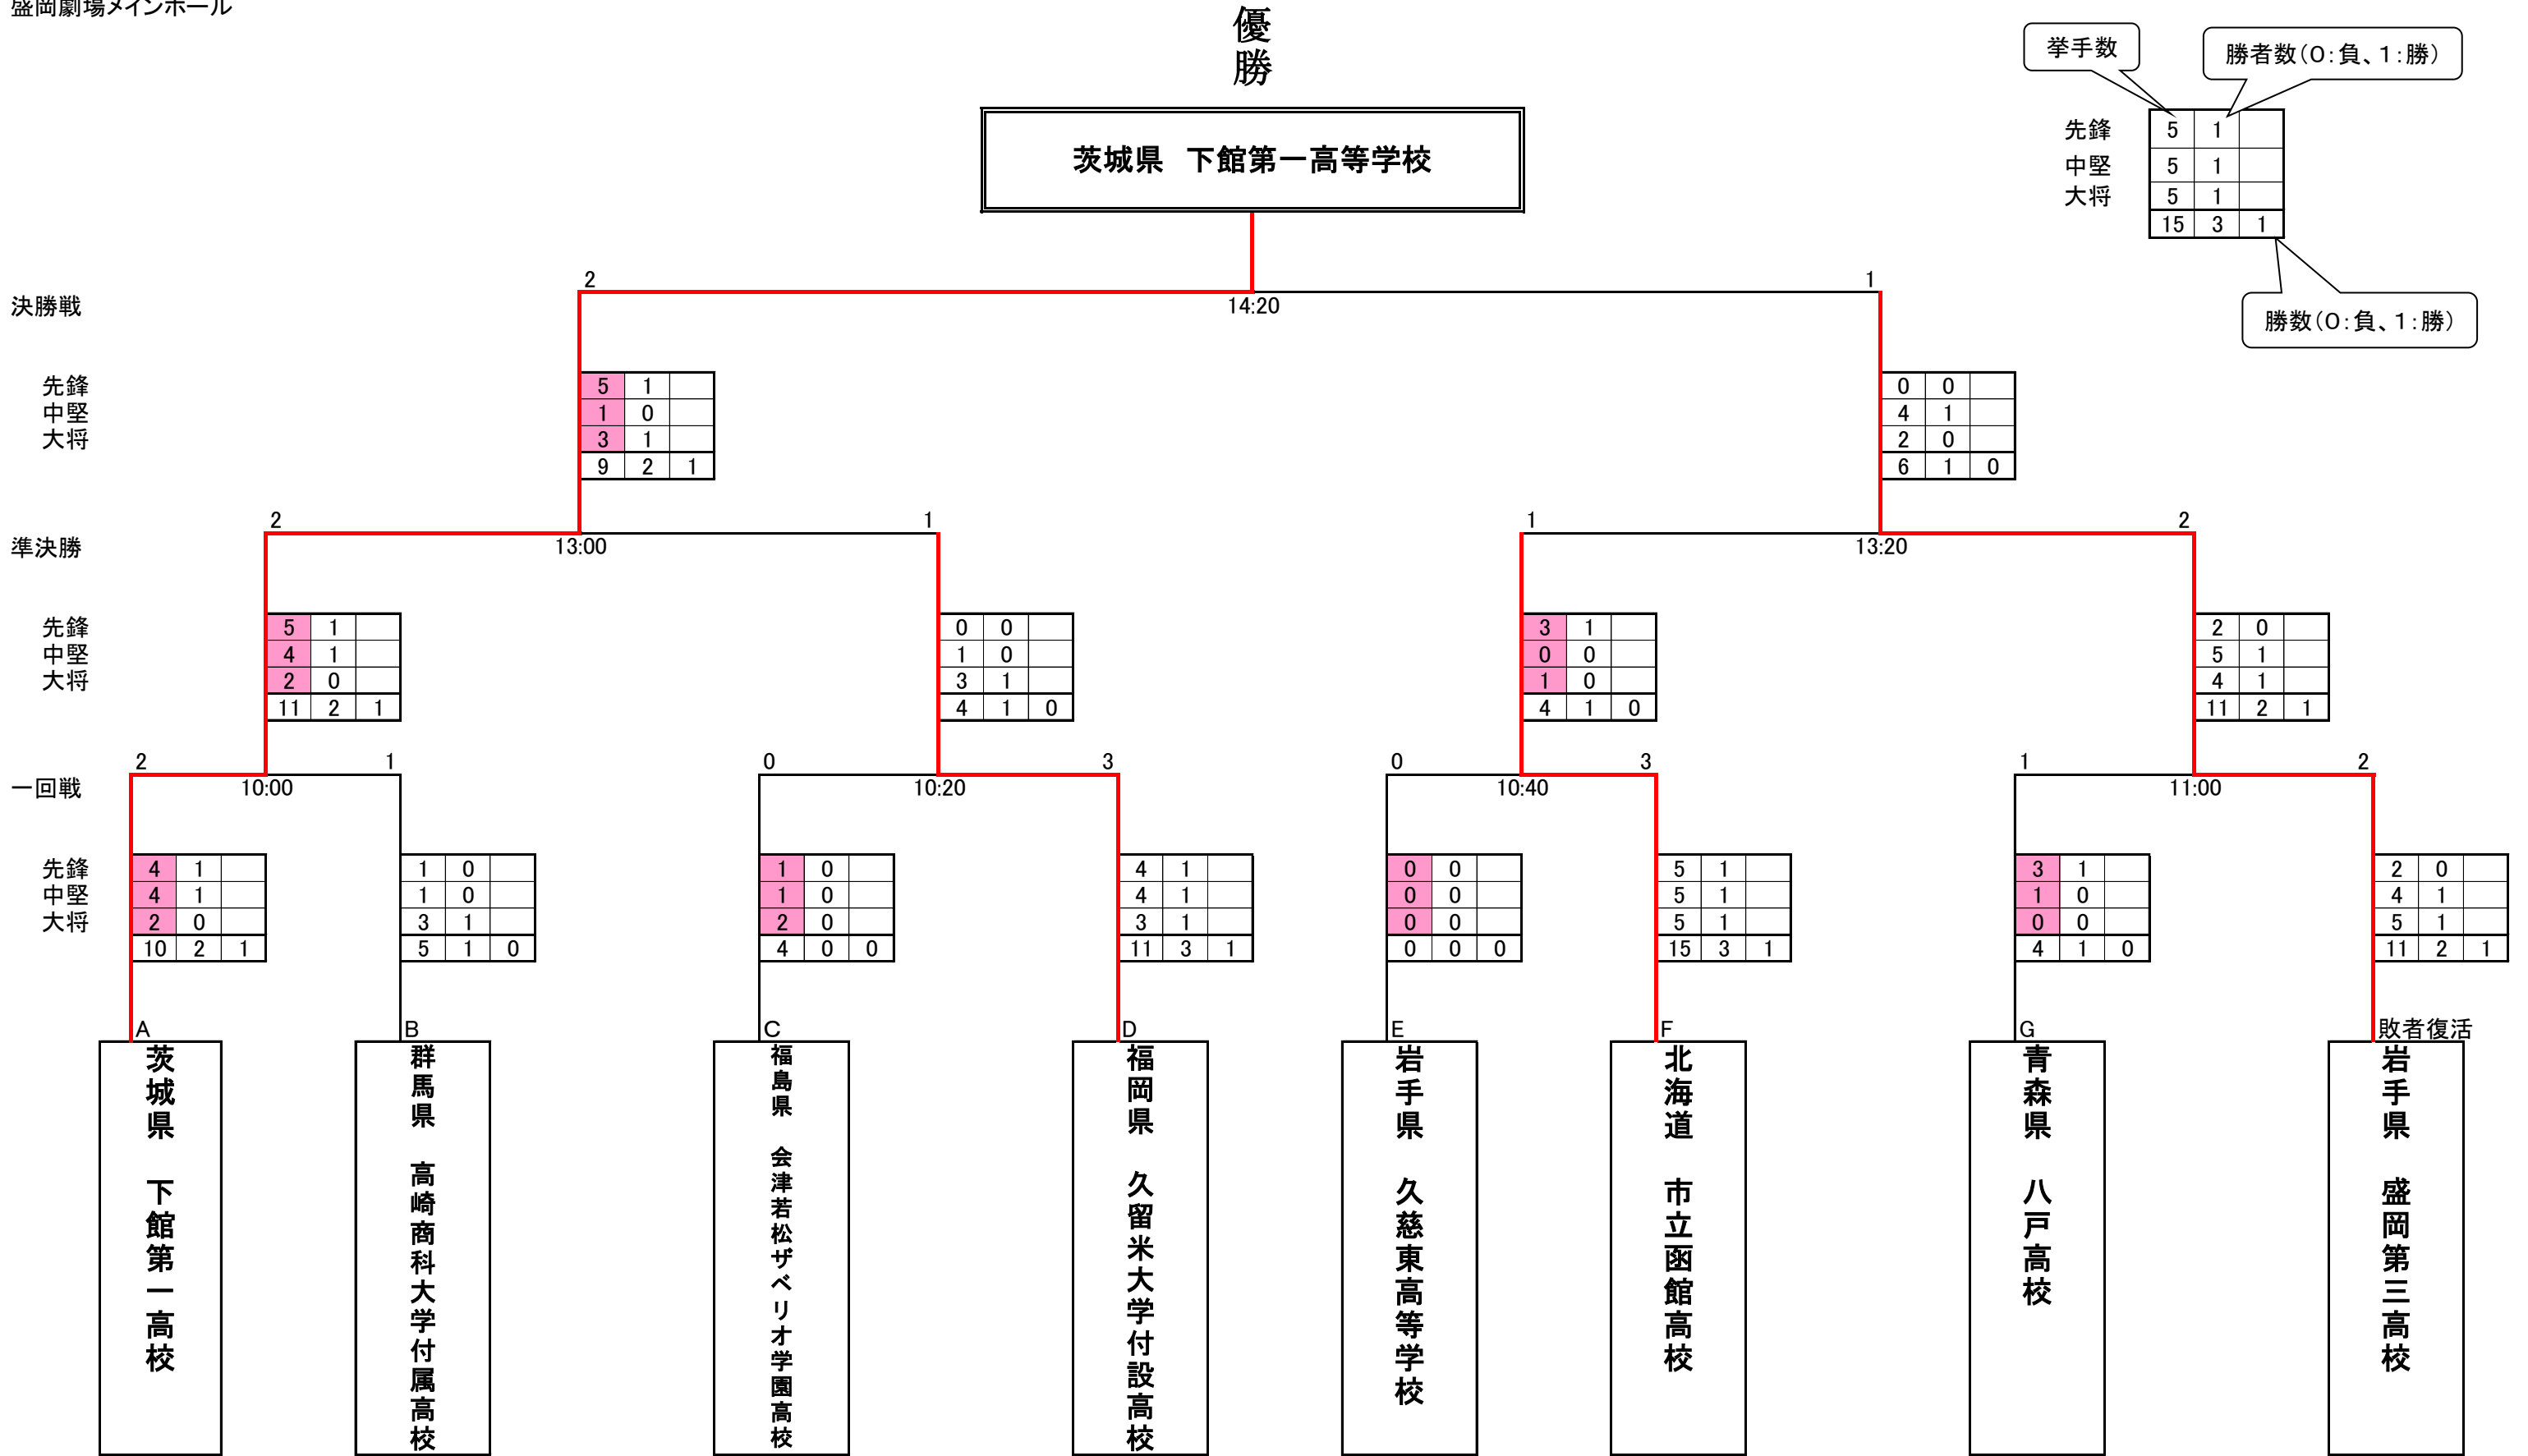 盛岡劇場メインホール
優勝
茨城県　下館第一高等学校
挙手数
勝者数(0:負、1:勝)
先鋒 5 1
中堅 5 1
大将 5 1
15 3 1
勝数(0:負、1:勝)
2 1
決勝戦 14:20
先鋒 5 1 0 0
中堅 1 0 4 1
大将 3 1 2 0
9 2 1 6 1 0
2 1 1 2
準決勝 13:00 13:20
先鋒 5 1 0 0 3 1 2 0
中堅 4 1 1 0 0 0 5 1
大将 2 0 3 1 1 0 4 1
11 2 1 4 1 0 4 1 0 11 2 1
2 1 0 3 0 3 1 2
一回戦 10:00 10:20 10:40 11:00
先鋒 4 1 1 0 1 0 4 1 0 0 5 1 3 1 2 0
中堅 4 1 1 0 1 0 4 1 0 0 5 1 1 0 4 1
大将 2 0 3 1 2 0 3 1 0 0 5 1 0 0 5 1
10 2 1 5 1 0 4 0 0 11 3 1 0 0 0 15 3 1 4 1 0 11 2 1
A B C D E F G 敗者復活
茨城県　下館第一高校
群馬県　高崎商科大学付属高校
福島県　会津若松ザベリオ学園高校
福岡県　久留米大学付設高校
岩手県　久慈東高等学校
北海道　市立函館高校
青森県　八戸高校
岩手県　盛岡第三高校